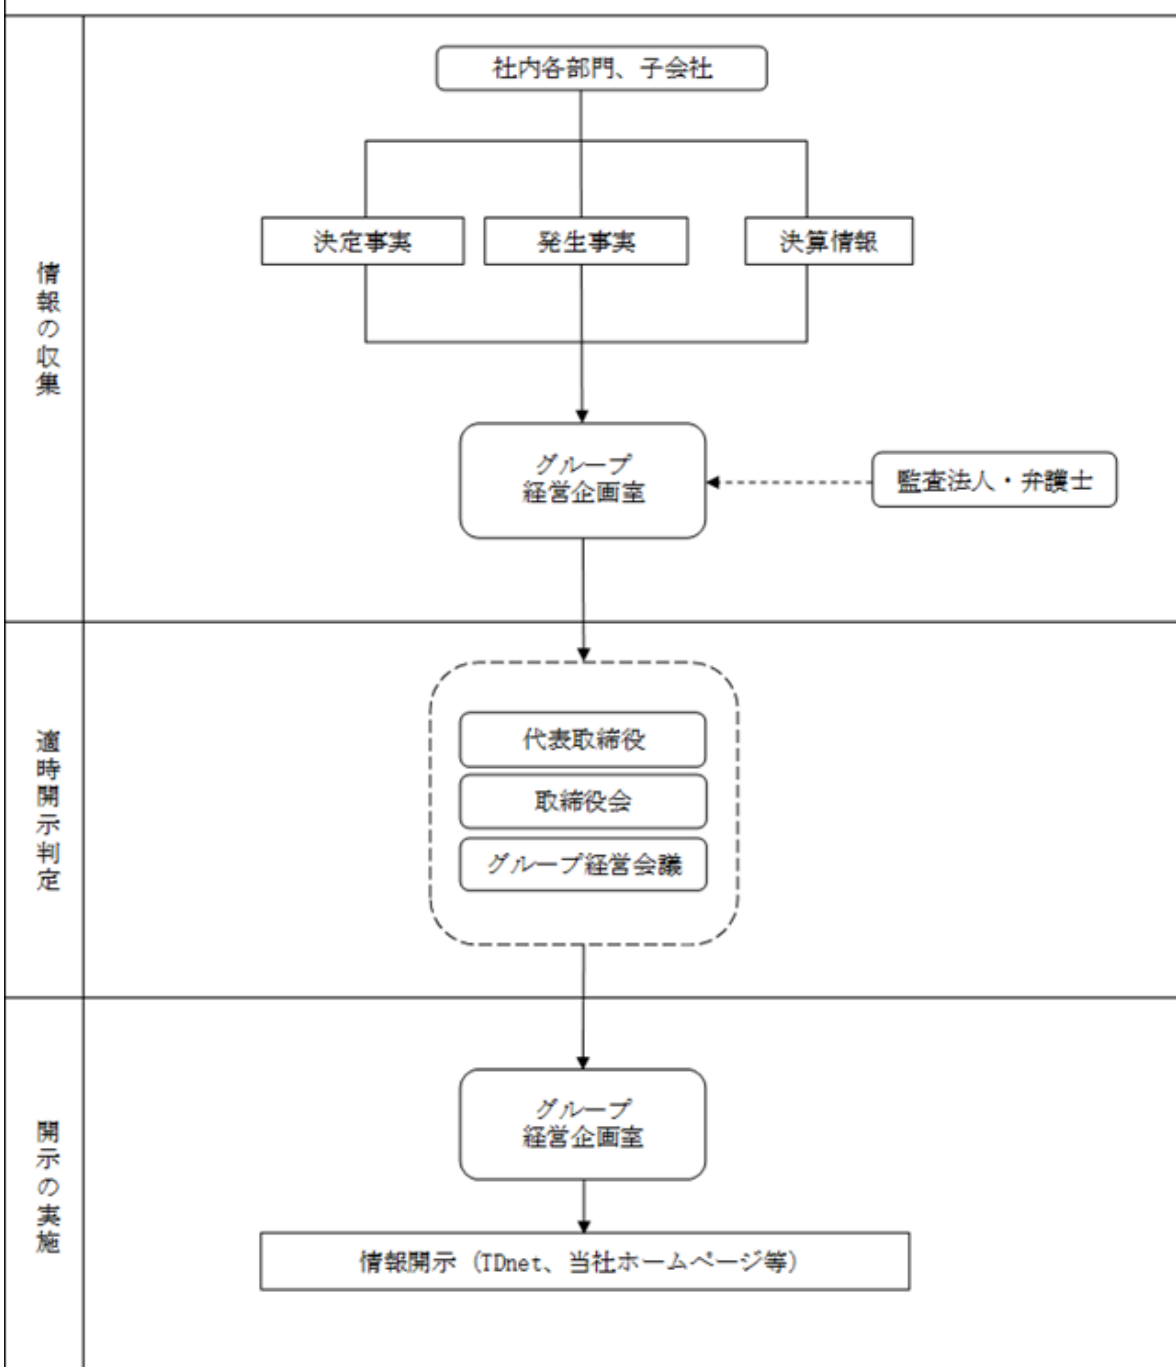 情報の収集
社内各部門、子会社
決定事実
発生事実
決算情報
グループ
経営企画室
監査法人・弁護士
適時開示判定
代表取締役
取締役会
グループ経営会議
開示の実施
グループ
経営企画室
情報開示（TDnet、当社ホームページ等）